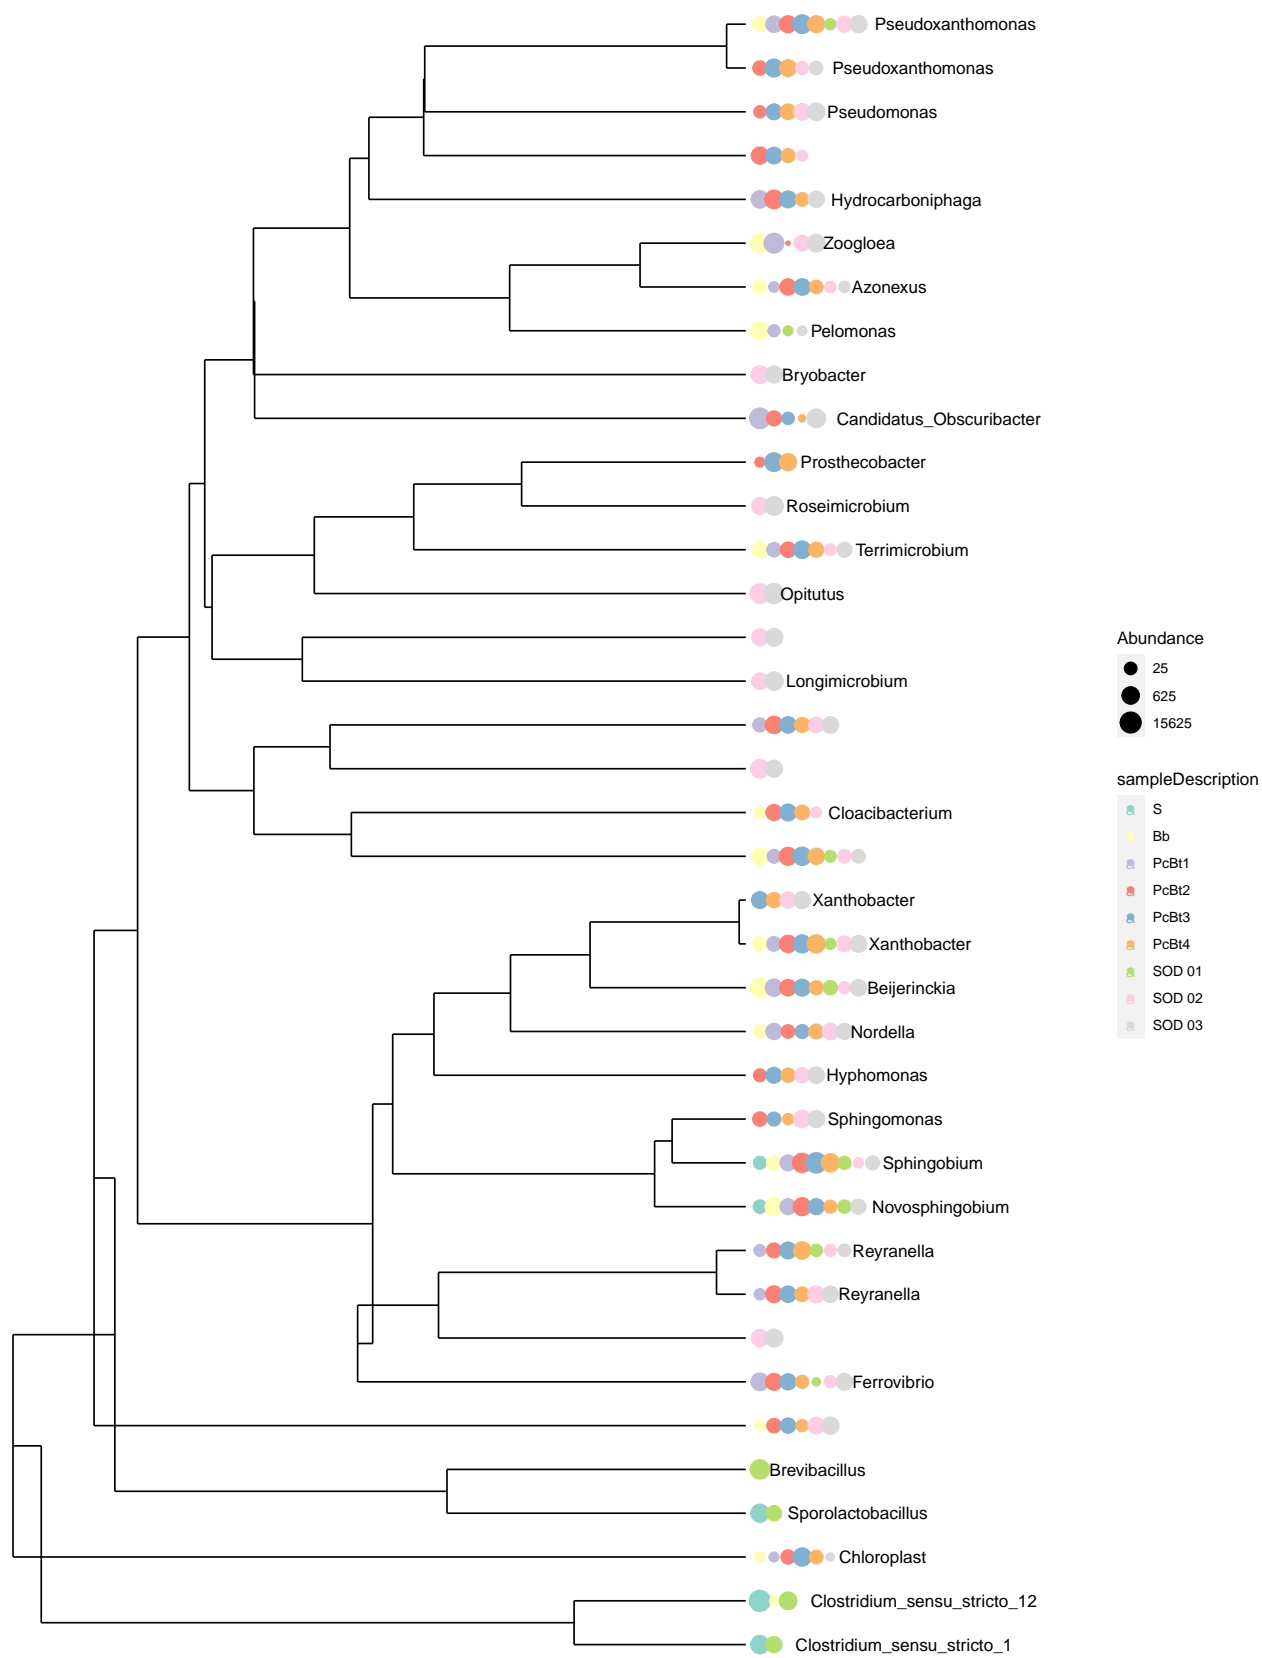 Pseudoxanthomonas
Pseudoxanthomonas
Pseudomonas
Hydrocarboniphaga
Zoogloea
Azonexus
Pelomonas
Bryobacter
Candidatus_Obscuribacter
Prosthecobacter
Roseimicrobium
Terrimicrobium
Opitutus
Longimicrobium
Cloacibacterium
Xanthobacter
Xanthobacter
Beijerinckia
Nordella
Hyphomonas
Sphingomonas
Sphingobium
Novosphingobium
Reyranella
Reyranella
Ferrovibrio
Brevibacillus
Sporolactobacillus
Chloroplast
Clostridium_sensu_stricto_12
Clostridium_sensu_stricto_1
Abundance
25
625
15625
sampleDescription
a S
a Bb
a PcBt1
a PcBt2
a PcBt3
a PcBt4
a SOD 01
a SOD 02
a SOD 03